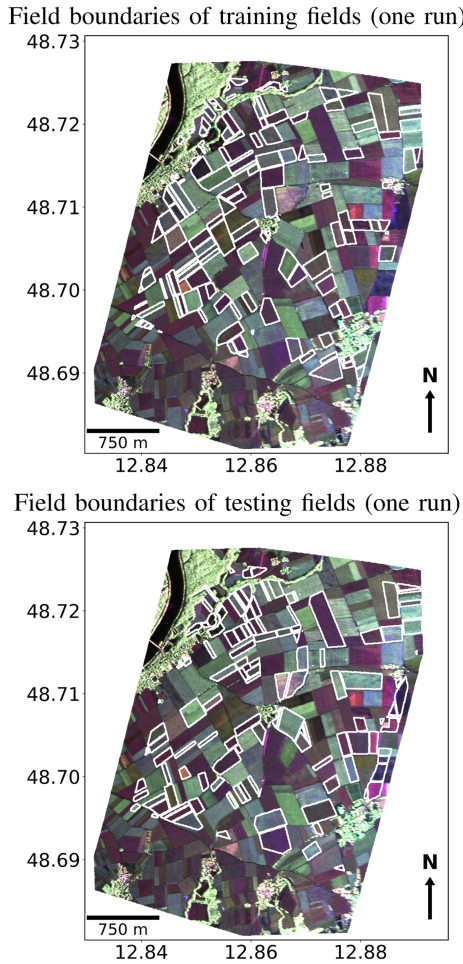 Field boundaries of training fields (one run)
48.73
48.72
48.71
48.70
48.69
N
750 m
12.84 12.86 12.88
Field boundaries of testing fields (one run)
48.73
48.72
48.71
48.70
48.69
N
750 m
12.84 12.86 12.88